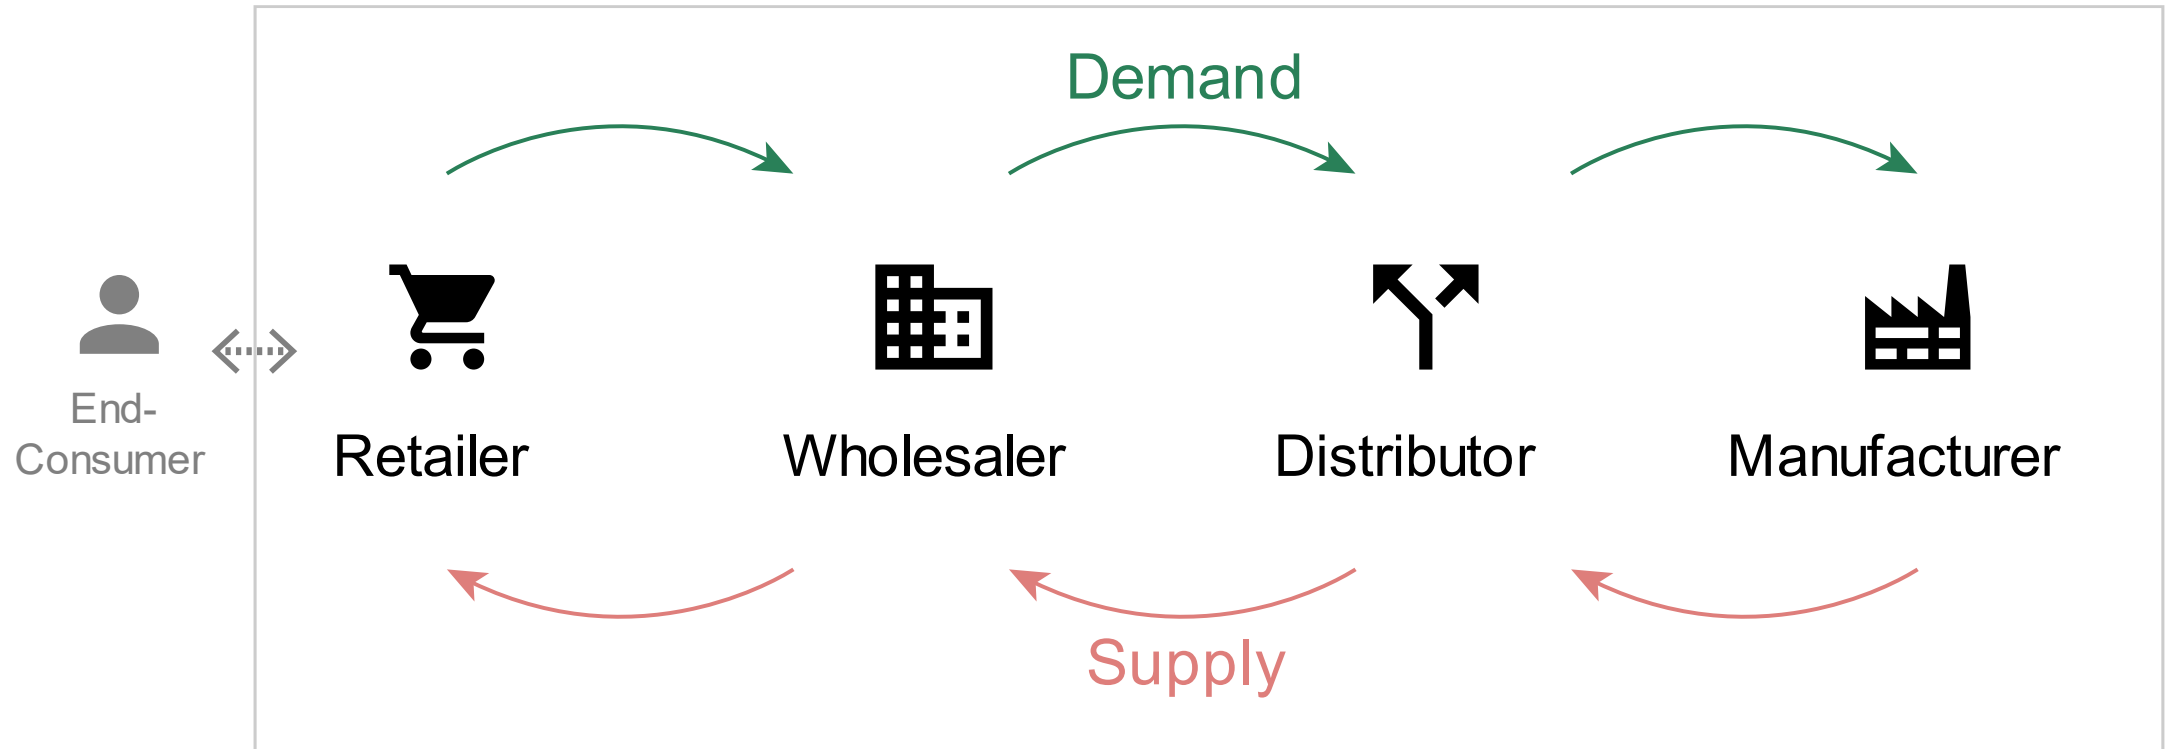 Demand
End-
Consumer
Retailer
Wholesaler
Distributor
Manufacturer
Supply